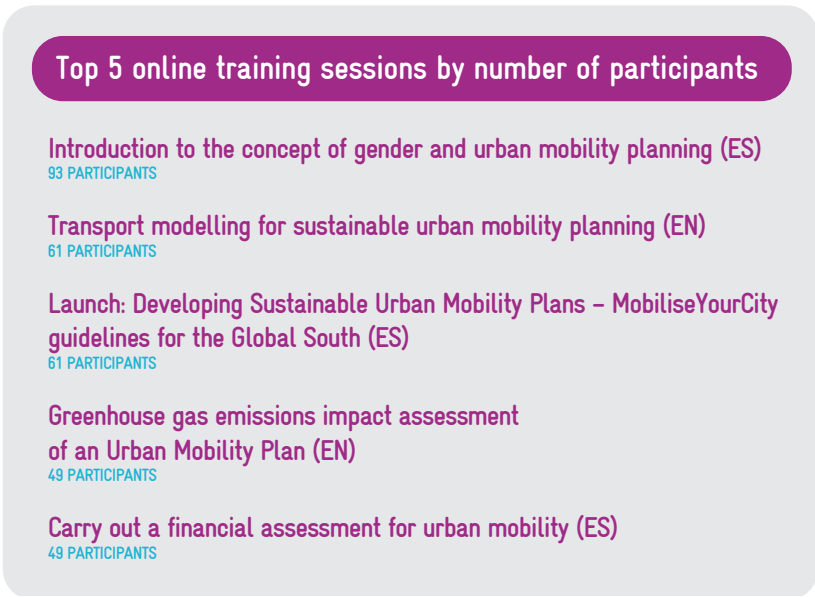 Top 5 online training sessions by number of participants
Introduction to the concept of gender and urban mobility planning (ES)
93 PARTICIPANTS
Transport modelling for sustainable urban mobility planning (EN)
61 PARTICIPANTS
Launch: Developing Sustainable Urban Mobility Plans – MobiliseYourCity
guidelines for the Global South (ES)
61 PARTICIPANTS
Greenhouse gas emissions impact assessment
of an Urban Mobility Plan (EN)
49 PARTICIPANTS
Carry out a financial assessment for urban mobility (ES)
49 PARTICIPANTS